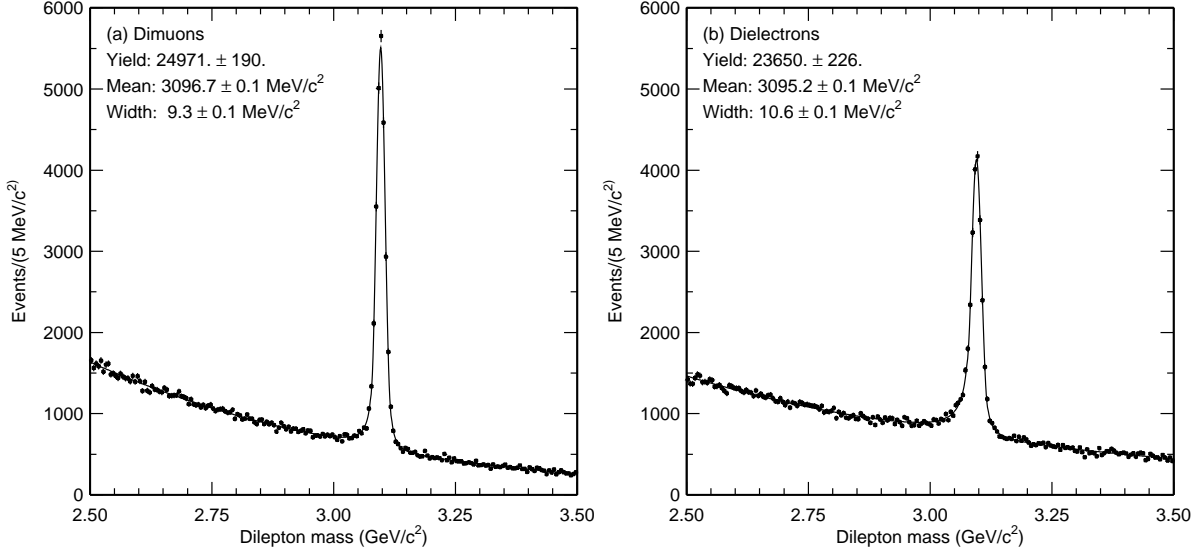 (a) Dimuons
Yield: 24971. ± 190.
Mean: 3096.7 ± 0.1 MeV/c²
Width: 9.3 ± 0.1 MeV/c²
Events/(5 MeV/c²)
6000
5000
4000
3000
2000
1000
0
2.50 2.75 3.00 3.25 3.50
Dilepton mass (GeV/c²)
(b) Dielectrons
Yield: 23650. ± 226.
Mean: 3095.2 ± 0.1 MeV/c²
Width: 10.6 ± 0.1 MeV/c²
Events/(5 MeV/c²)
6000
5000
4000
3000
2000
1000
0
2.50 2.75 3.00 3.25 3.50
Dilepton mass (GeV/c²)